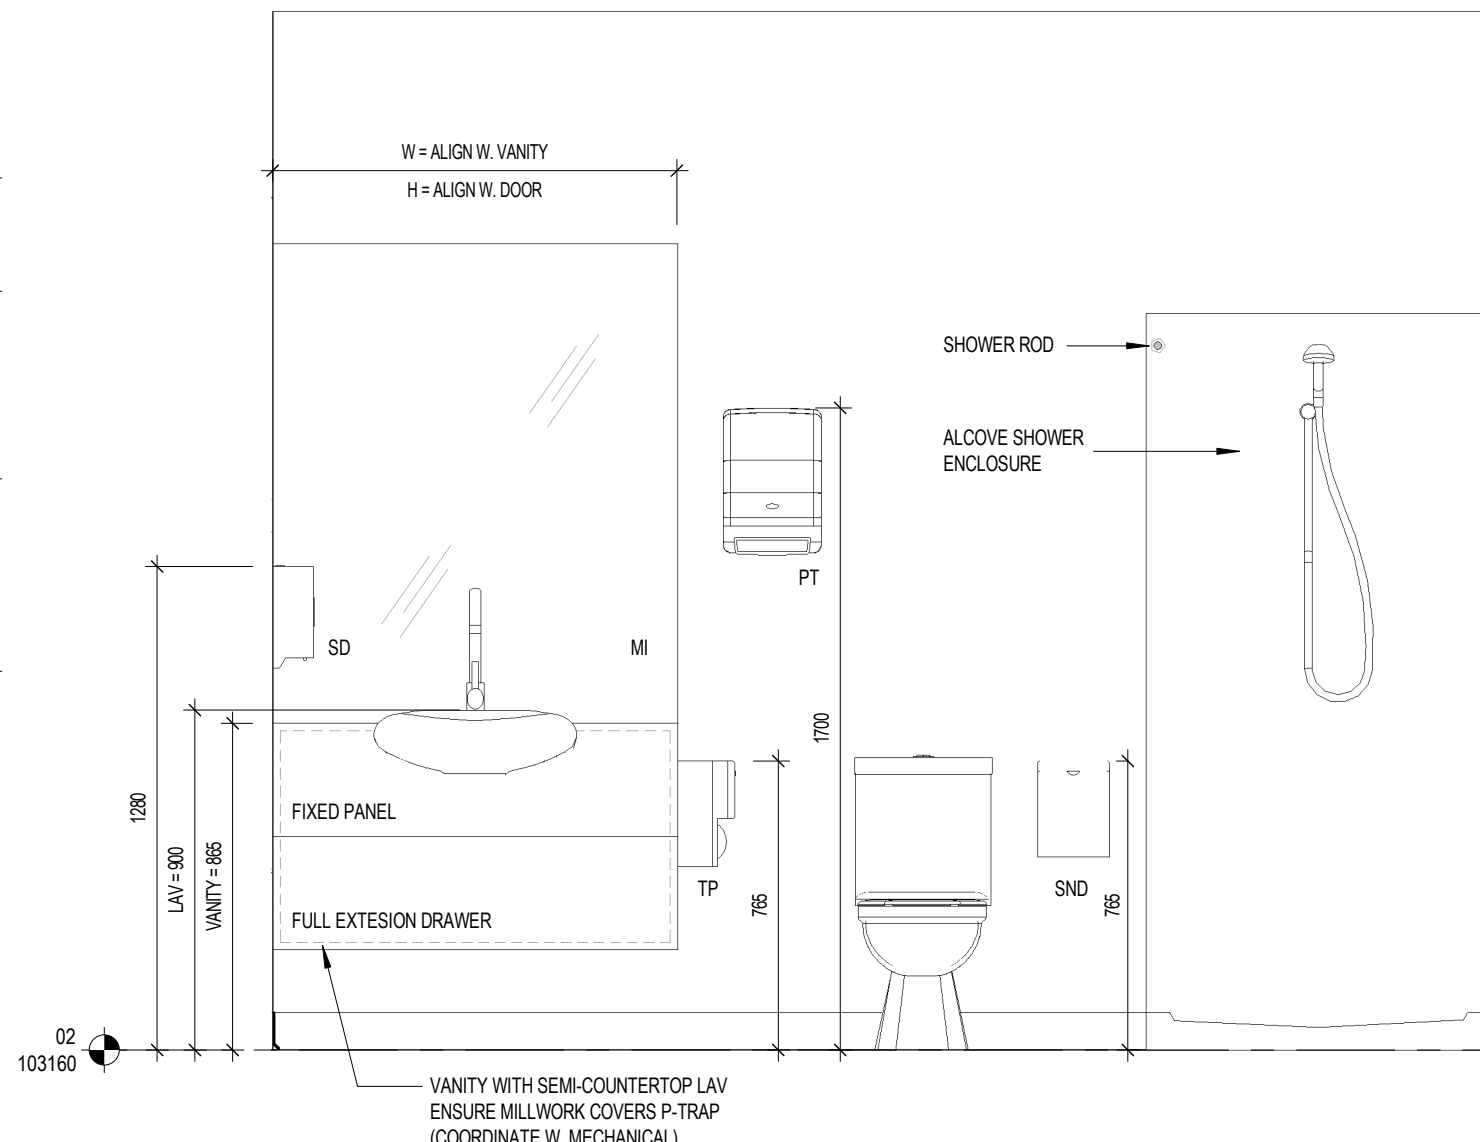 W = ALIGN W. VANITY
H = ALIGN W. DOOR
SHOWER ROD
ALCOVE SHOWER
ENCLOSURE
PT
SD
MI
1700
1280
LAV = 900
VANITY = 865
FIXED PANEL
TP
765
SND
765
FULL EXTESION DRAWER
02
103160
VANITY WITH SEMI-COUNTERTOP LAV
ENSURE MILLWORK COVERS P-TRAP
(COORDINATE W. MECHANICAL)